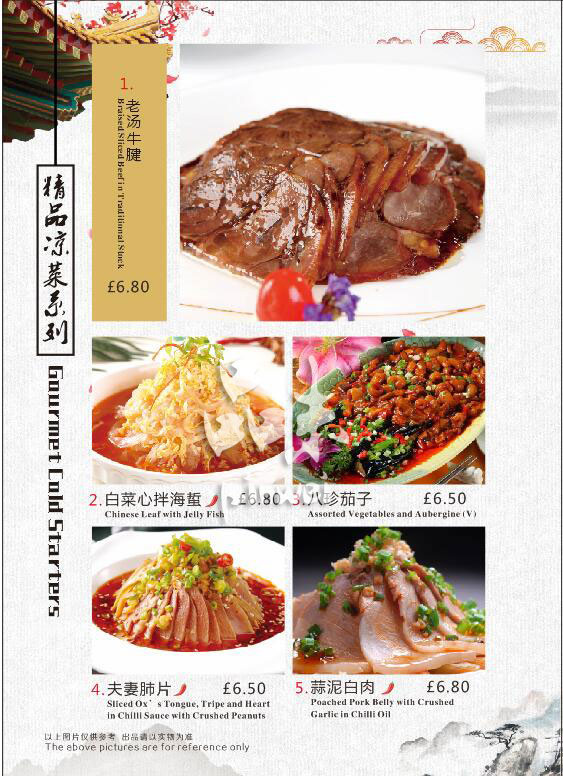 精品凉菜系列
Gourmet Cold Starters
1.
老汤牛腱
Braised Sliced Beef in Traditional Stock
£6.80
2. 白菜心拌海蜇 £6.80
Chinese Leaf with Jelly Fish
3. 八珍茄子 £6.50
Assorted Vegetables and Aubergine (V)
4. 夫妻肺片 £6.50
Sliced Ox’s Tongue, Tripe and Heart
in Chilli Sauce with Crushed Peanuts
5. 蒜泥白肉 £6.80
Poached Pork Belly with Crushed
Garlic in Chilli Oil
以上图片仅供参考 出品请以实物为准
The above pictures are for reference only